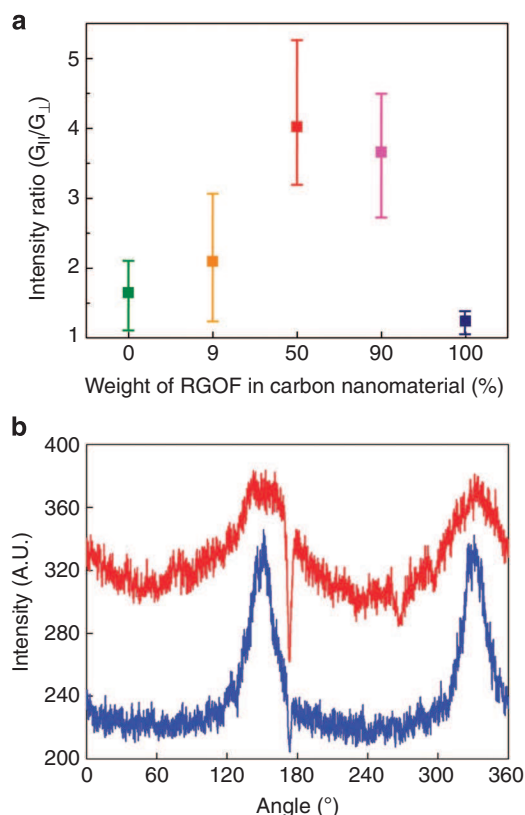 a
Intensity ratio (G||/G⊥)
5
4
3
2
1
0 9 50 90 100
Weight of RGOF in carbon nanomaterial (%)
b
Intensity (A.U.)
400
360
320
280
240
200
0 60 120 180 240 300 360
Angle (°)